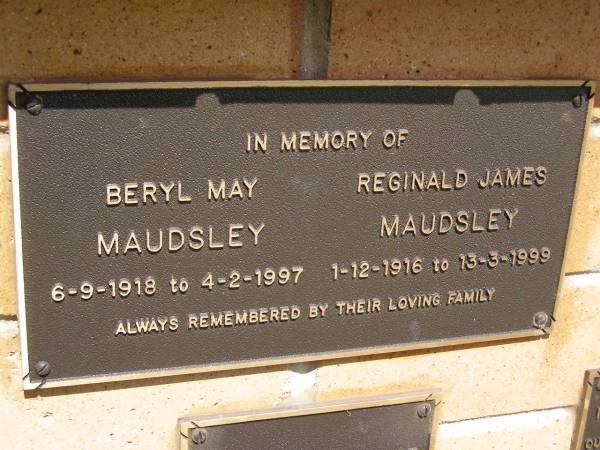 IN MEMORY OF
BERYL MAY REGINALD JAMES
MAUDSLEY MAUDSLEY
6-9-1918 to 4-2-1997 1-12-1916 to 13-3-1999
ALWAYS REMEMBERED BY THEIR LOVING FAMILY